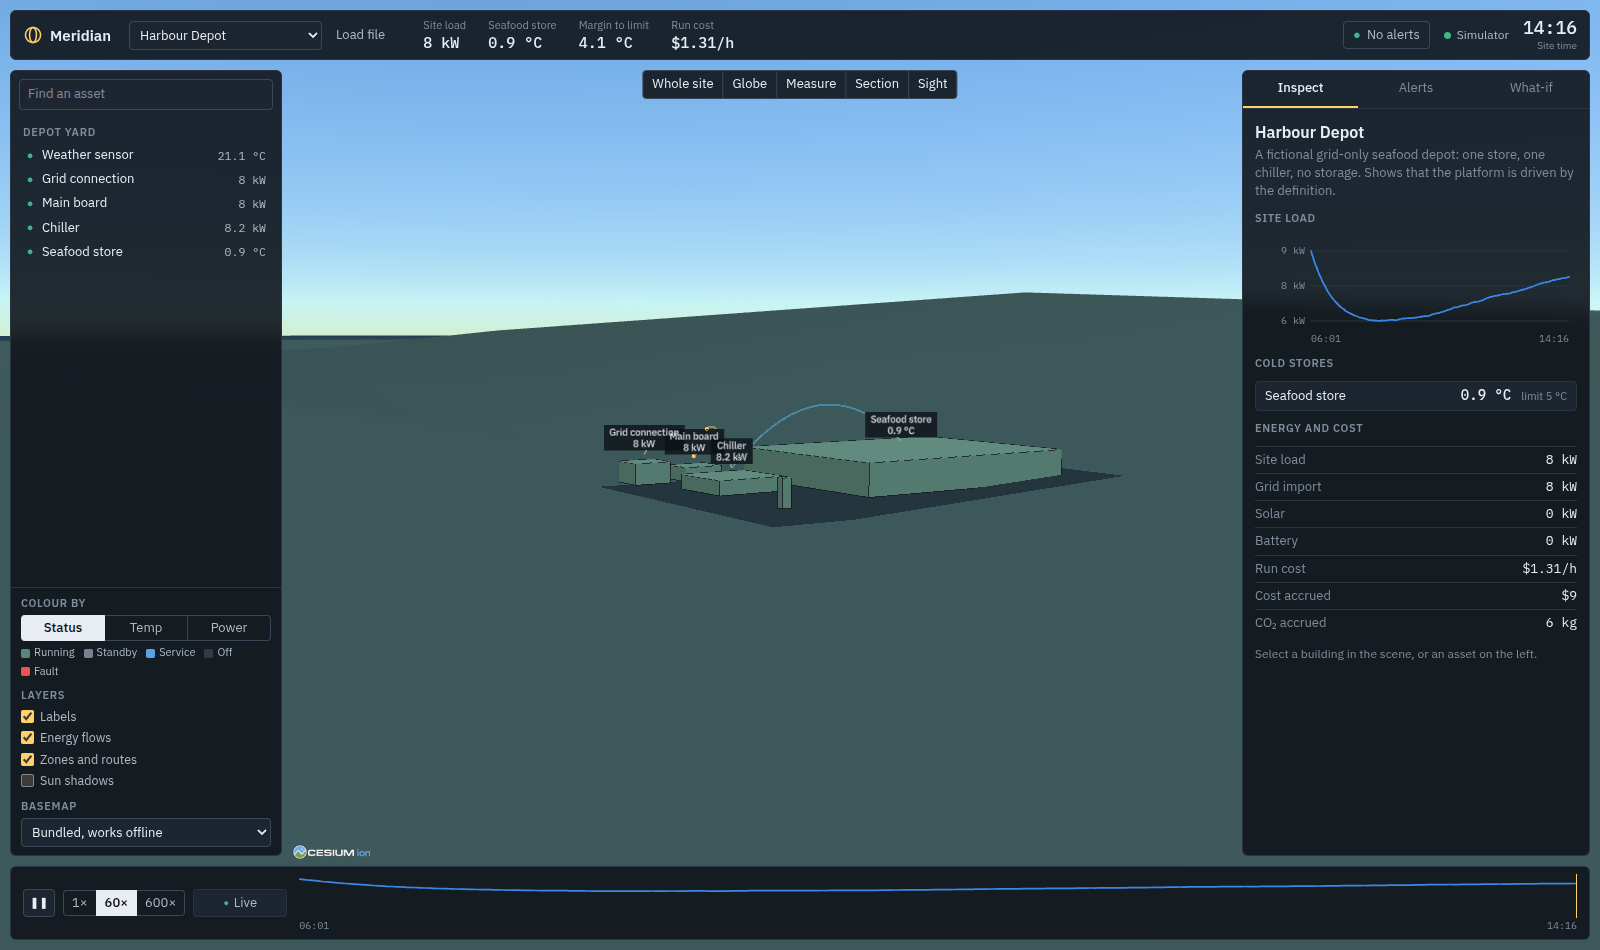 Meridian
Harbour Depot
Load file
Site load
8 kW
Seafood store
0.9 °C
Margin to limit
4.1 °C
Run cost
$1.31/h
No alerts
Simulator
14:16
Site time
Find an asset
DEPOT YARD
Weather sensor 21.1 °C
Grid connection 8 kW
Main board 8 kW
Chiller 8.2 kW
Seafood store 0.9 °C
COLOUR BY
Status Temp Power
Running Standby Service Off
Fault
LAYERS
Labels
Energy flows
Zones and routes
Sun shadows
BASEMAP
Bundled, works offline
Whole site Globe Measure Section Sight
Grid connection
8 kW
Main board
8 kW
Chiller
8.2 kW
Seafood store
0.9 °C
CESIUM ion
Inspect Alerts What-if
Harbour Depot
A fictional grid-only seafood depot: one store, one
chiller, no storage. Shows that the platform is driven by
the definition.
SITE LOAD
9 kW
8 kW
6 kW
06:01 14:16
COLD STORES
Seafood store 0.9 °C limit 5 °C
ENERGY AND COST
Site load 8 kW
Grid import 8 kW
Solar 0 kW
Battery 0 kW
Run cost $1.31/h
Cost accrued $9
CO₂ accrued 6 kg
Select a building in the scene, or an asset on the left.
1× 60× 600× Live
06:01 14:16